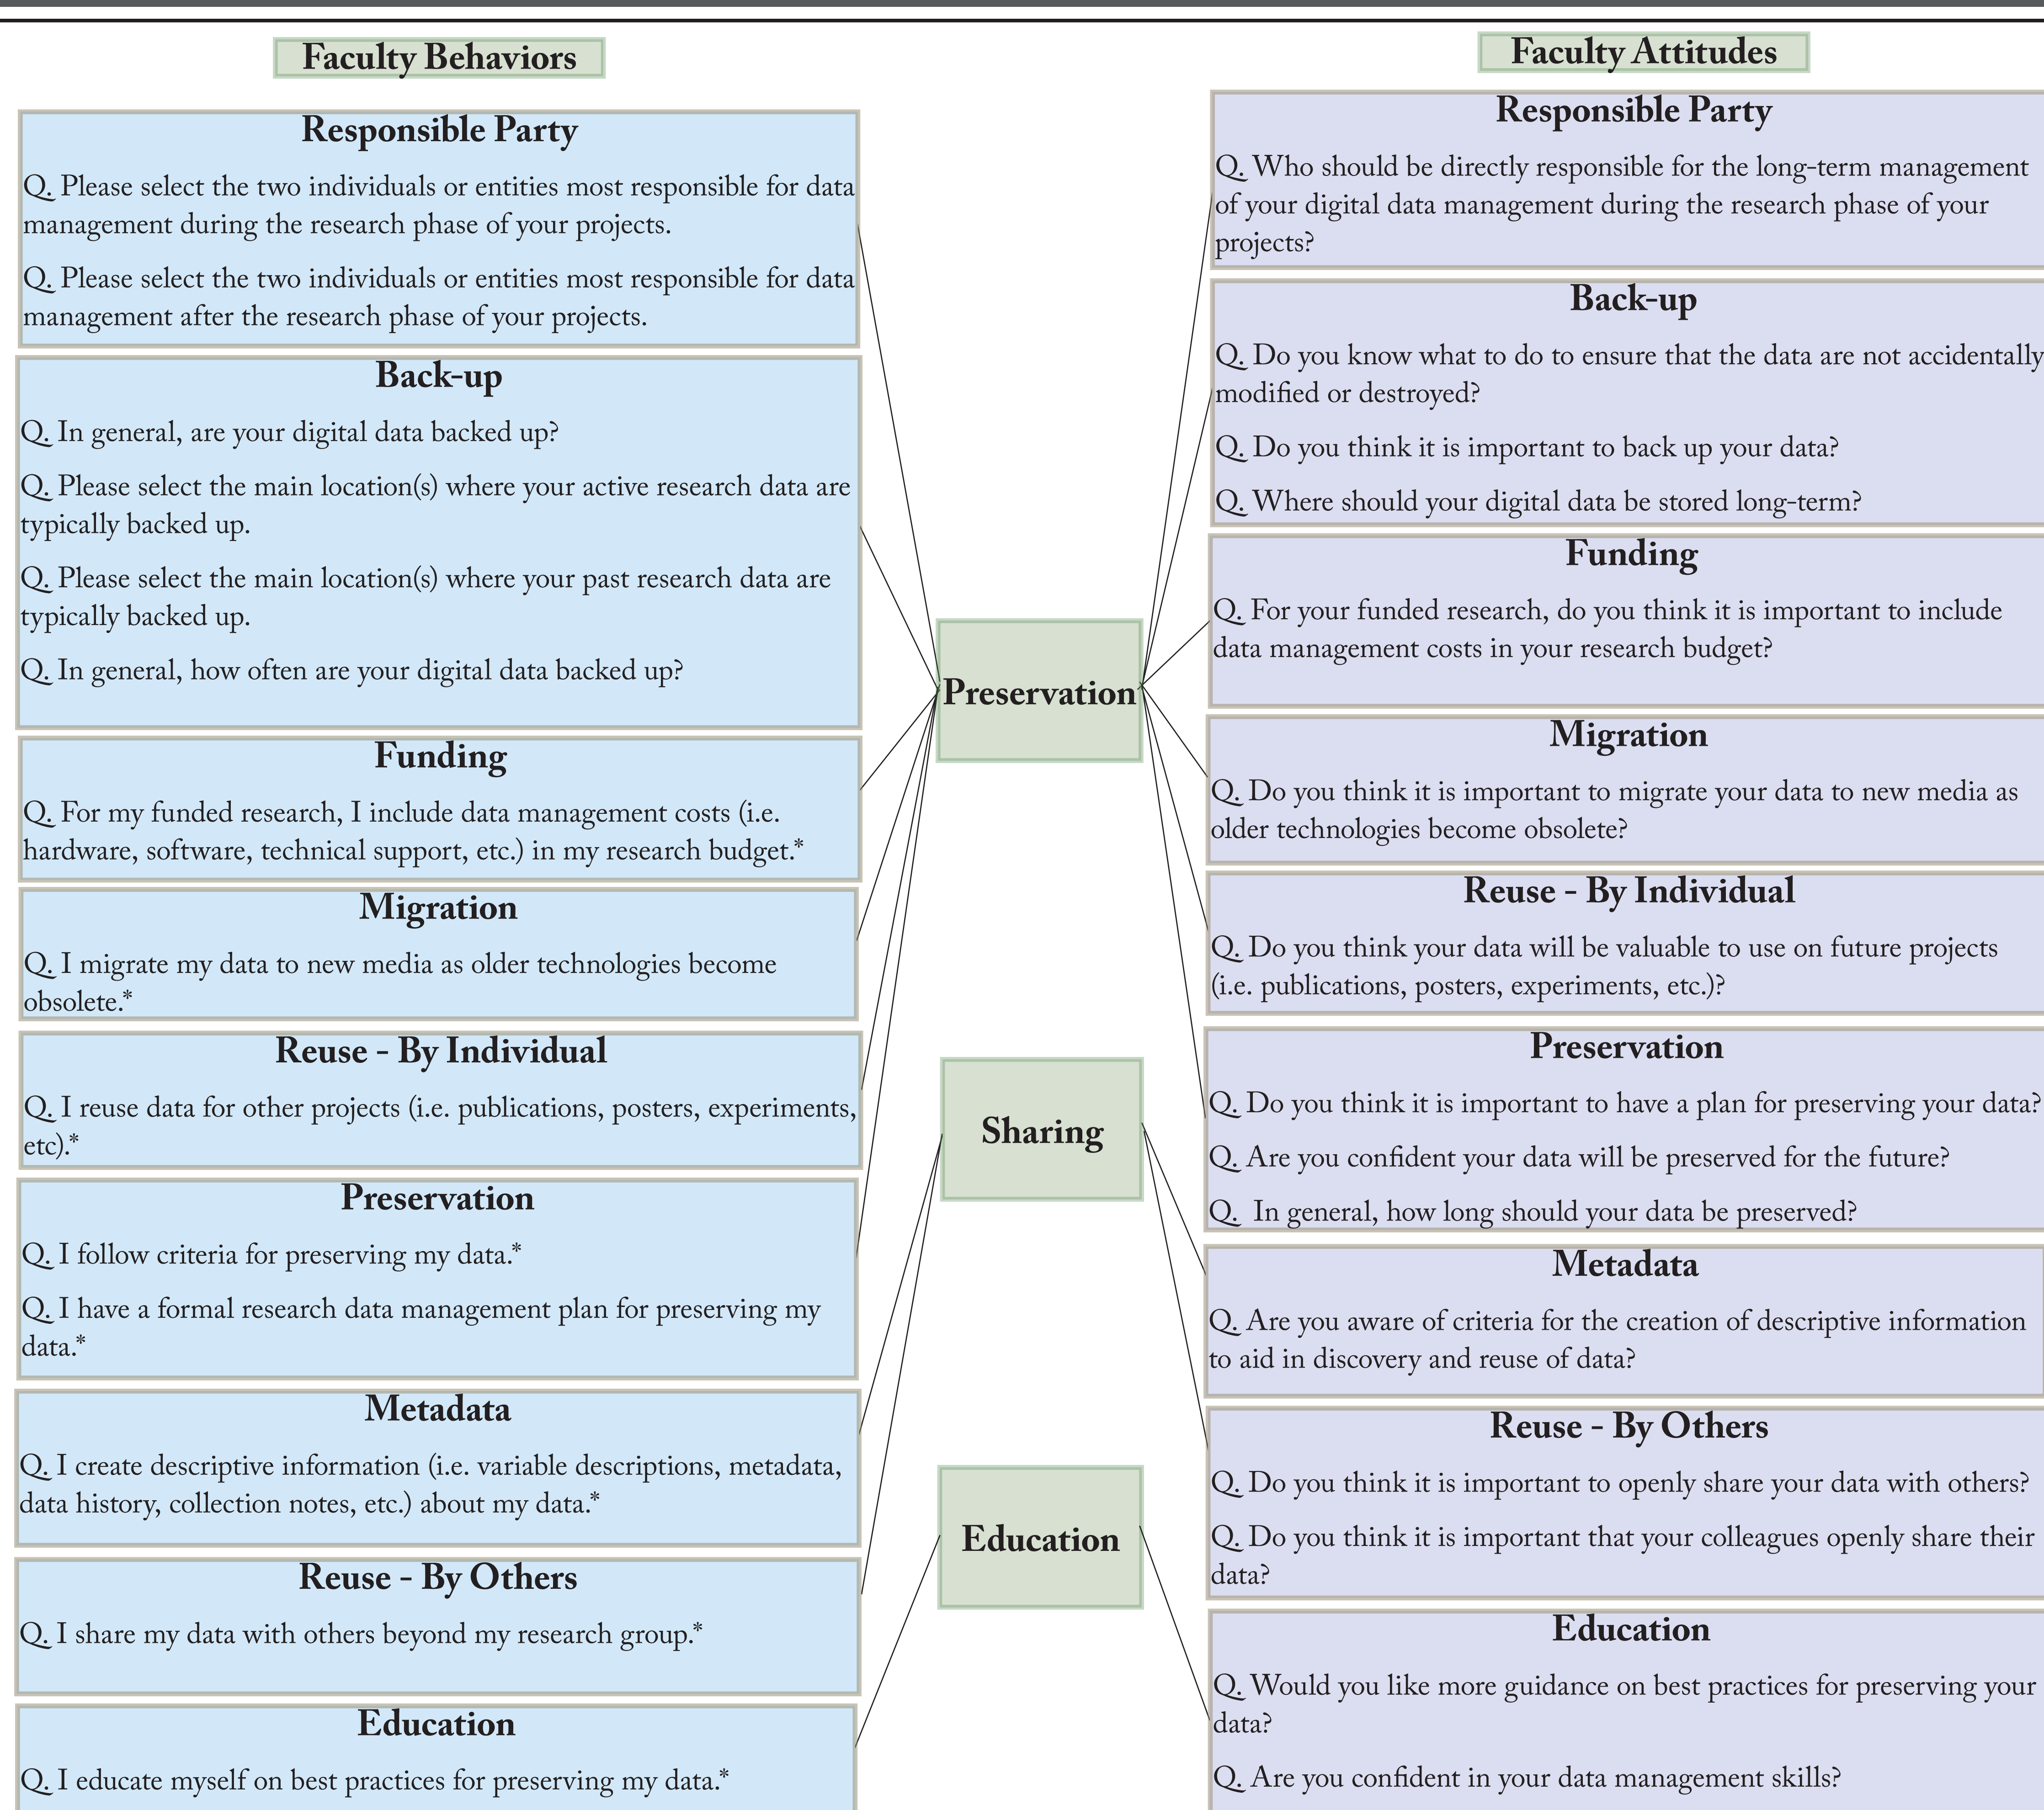 Faculty Behaviors
Responsible Party
Q. Please select the two individuals or entities most responsible for data
management during the research phase of your projects.
Q. Please select the two individuals or entities most responsible for data
management after the research phase of your projects.
Back-up
Q. In general, are your digital data backed up?
Q. Please select the main location(s) where your active research data are
typically backed up.
Q. Please select the main location(s) where your past research data are
typically backed up.
Q. In general, how often are your digital data backed up?
Funding
Q. For my funded research, I include data management costs (i.e.
hardware, software, technical support, etc.) in my research budget.*
Migration
Q. I migrate my data to new media as older technologies become
obsolete.*
Reuse - By Individual
Q. I reuse data for other projects (i.e. publications, posters, experiments,
etc).*
Preservation
Q. I follow criteria for preserving my data.*
Q. I have a formal research data management plan for preserving my
data.*
Metadata
Q. I create descriptive information (i.e. variable descriptions, metadata,
data history, collection notes, etc.) about my data.*
Reuse - By Others
Q. I share my data with others beyond my research group.*
Education
Q. I educate myself on best practices for preserving my data.*
Preservation
Sharing
Education
Faculty Attitudes
Responsible Party
Q. Who should be directly responsible for the long-term management
of your digital data management during the research phase of your
projects?
Back-up
Q. Do you know what to do to ensure that the data are not accidentally
modified or destroyed?
Q. Do you think it is important to back up your data?
Q. Where should your digital data be stored long-term?
Funding
Q. For your funded research, do you think it is important to include
data management costs in your research budget?
Migration
Q. Do you think it is important to migrate your data to new media as
older technologies become obsolete?
Reuse - By Individual
Q. Do you think your data will be valuable to use on future projects
(i.e. publications, posters, experiments, etc.)?
Preservation
Q. Do you think it is important to have a plan for preserving your data?
Q. Are you confident your data will be preserved for the future?
Q. In general, how long should your data be preserved?
Metadata
Q. Are you aware of criteria for the creation of descriptive information
to aid in discovery and reuse of data?
Reuse - By Others
Q. Do you think it is important to openly share your data with others?
Q. Do you think it is important that your colleagues openly share their
data?
Education
Q. Would you like more guidance on best practices for preserving your
data?
Q. Are you confident in your data management skills?